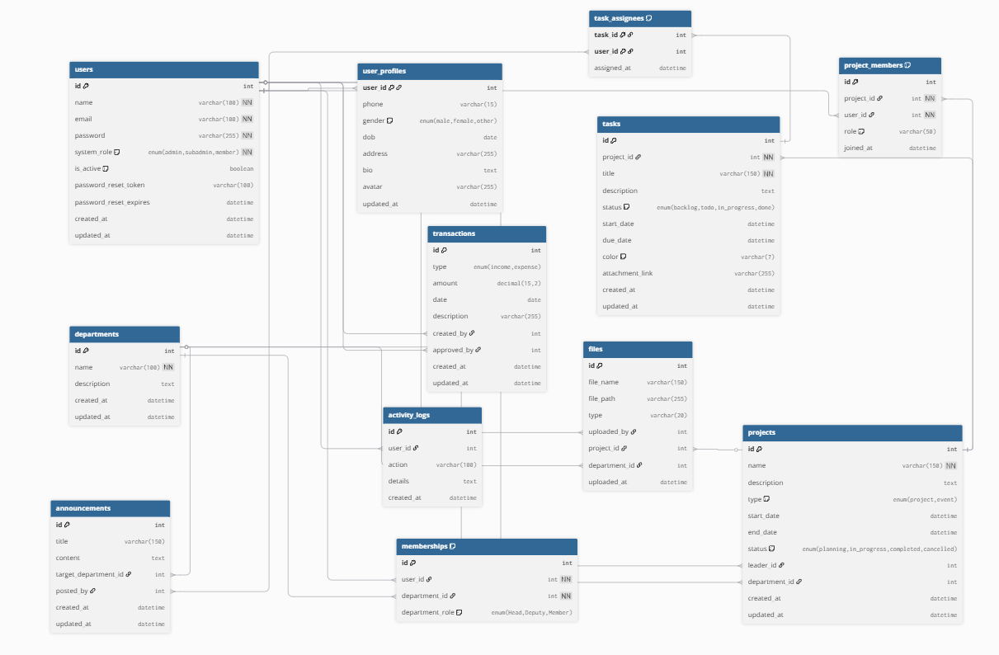 task_assignees
task_id int
user_id int
assigned_at datetime
users
id int
name varchar(100) NN
email varchar(100) NN
password varchar(255) NN
system_role enum(admin,subadmin,member) NN
is_active boolean
password_reset_token varchar(100)
password_reset_expires datetime
created_at datetime
updated_at datetime
user_profiles
user_id int
phone varchar(15)
gender enum(male,female,other)
dob date
address varchar(255)
bio text
avatar varchar(255)
updated_at datetime
project_members
id int
project_id int NN
user_id int NN
role varchar(50)
joined_at datetime
tasks
id int
project_id int NN
title varchar(150) NN
description text
status enum(backlog,todo,in_progress,done)
start_date datetime
due_date datetime
color varchar(7)
attachment_link varchar(255)
created_at datetime
updated_at datetime
transactions
id int
type enum(income,expense)
amount decimal(15,2)
date date
description varchar(255)
created_by int
approved_by int
created_at datetime
updated_at datetime
departments
id int
name varchar(100) NN
description text
created_at datetime
updated_at datetime
files
id int
file_name varchar(150)
file_path varchar(255)
type varchar(20)
uploaded_by int
project_id int
department_id int
uploaded_at datetime
activity_logs
id int
user_id int
action varchar(100)
details text
created_at datetime
projects
id int
name varchar(150) NN
description text
type enum(project,event)
start_date datetime
end_date datetime
status enum(planning,in_progress,completed,cancelled)
leader_id int
department_id int
created_at datetime
updated_at datetime
announcements
id int
title varchar(150)
content text
target_department_id int
posted_by int
created_at datetime
updated_at datetime
memberships
id int
user_id int NN
department_id int NN
department_role enum(Head,Deputy,Member)